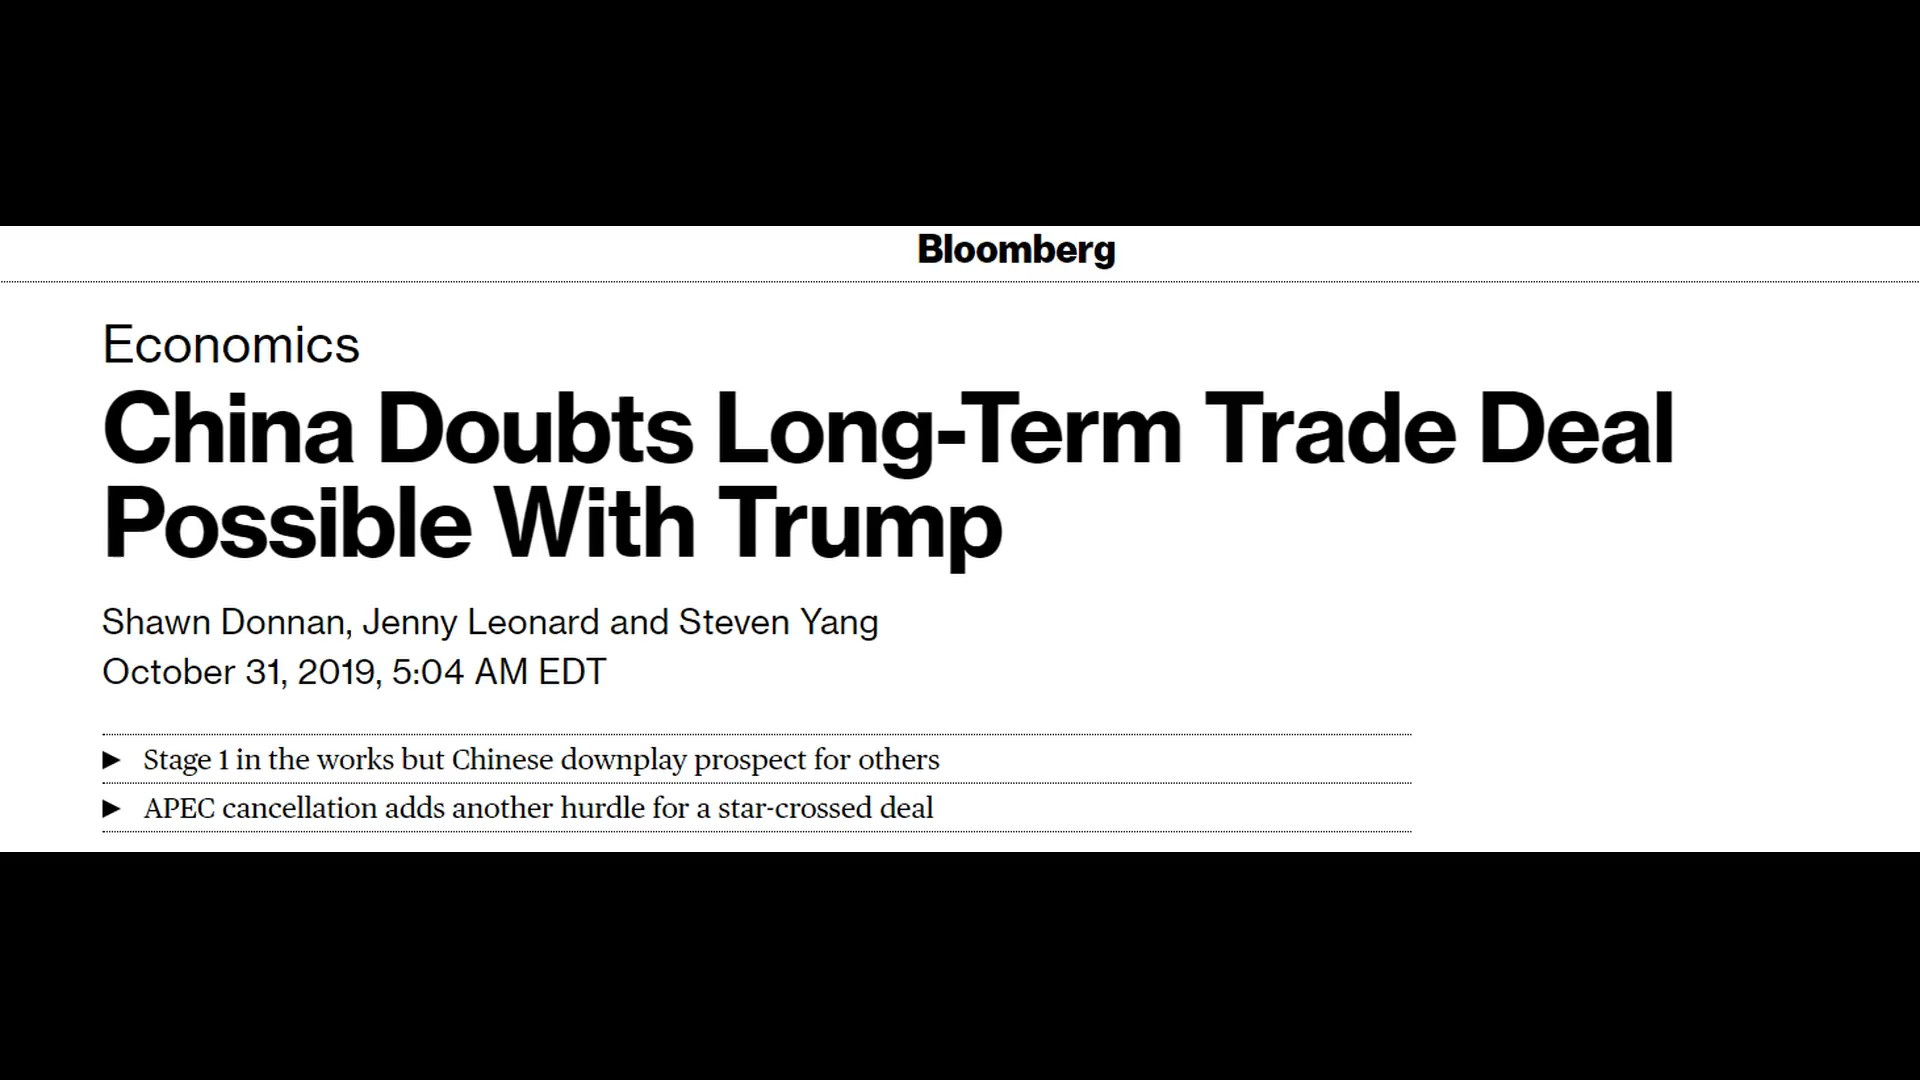 Bloomberg
Economics
China Doubts Long-Term Trade Deal
Possible With Trump
Shawn Donnan, Jenny Leonard and Steven Yang
October 31, 2019, 5:04 AM EDT
▶ Stage 1 in the works but Chinese downplay prospect for others
▶ APEC cancellation adds another hurdle for a star-crossed deal